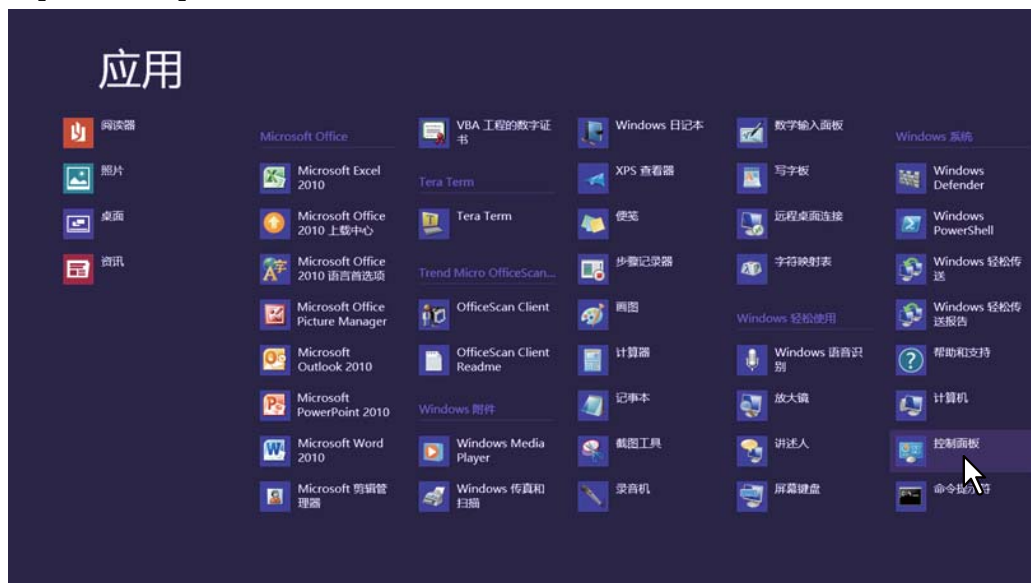 应用
阅读器
照片
桌面
资讯
Microsoft Office
Microsoft Excel
2010
Microsoft Office
2010 上载中心
Microsoft Office
2010 语言首选项
Microsoft Office
Picture Manager
Microsoft
Outlook 2010
Microsoft
PowerPoint 2010
Microsoft Word
2010
Microsoft 剪辑管
理器
VBA 工程的数字证
书
Tera Term
Tera Term
Trend Micro OfficeScan...
OfficeScan Client
OfficeScan Client
Readme
Windows 附件
Windows Media
Player
Windows 传真和
扫描
Windows 日记本
XPS 查看器
便笺
步骤记录器
画图
计算器
记事本
截图工具
录音机
数学输入面板
写字板
远程桌面连接
字符映射表
Windows 轻松使用
Windows 语音识
别
放大镜
讲述人
屏幕键盘
Windows 系统
Windows
Defender
Windows
PowerShell
Windows 轻松传
送
Windows 轻松传
送报告
帮助和支持
计算机
控制面板
命令提示符